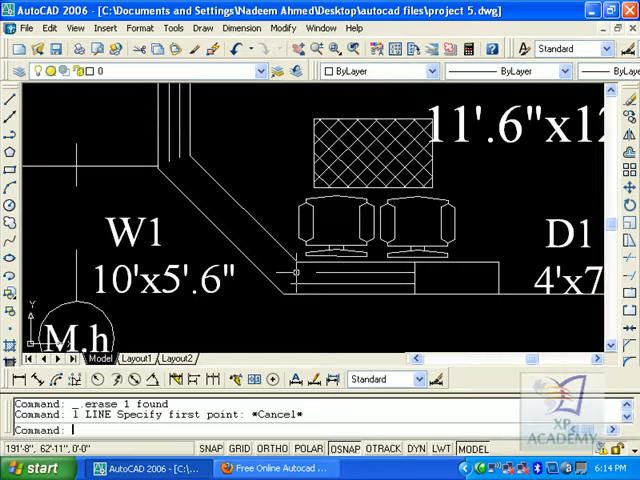 AutoCAD 2006 - [C:\Documents and Settings\Nadeem Ahmed\Desktop\autocad files\project 5.dwg]
File Edit View Insert Format Tools Draw Dimension Modify Window Help
Standard
0 ByLayer ByLayer ByLayer
11'.6"x12
W1
10'x5'.6"
D1
4'x7
M.h
Y
Model Layout1 Layout2
Standard
Command: _.erase 1 found
Command: l LINE Specify first point: *Cancel*
Command:
XP
ACADEMY
191'-8", 62'-11", 0'-0" SNAP GRID ORTHO POLAR OSNAP OTRACK DYN LWT MODEL
start AutoCAD 2006 - [C:\... Free Online Autocad ... 6:14 PM